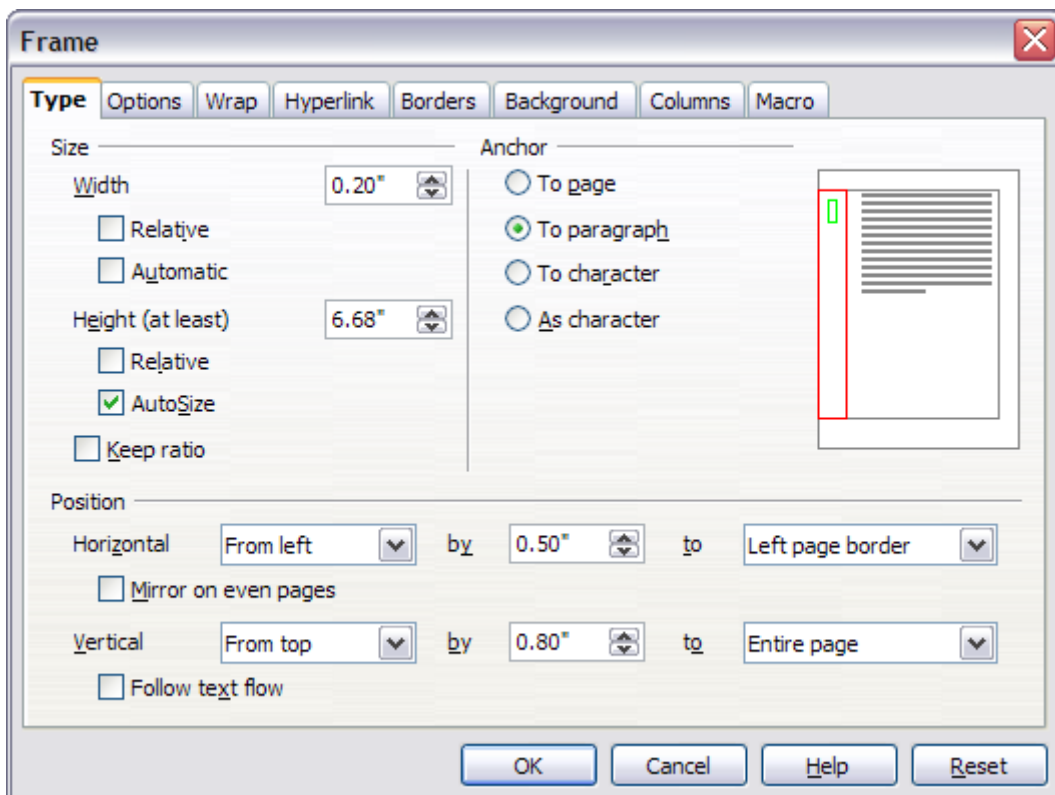 Frame
Type Options Wrap Hyperlink Borders Background Columns Macro
Size
Width 0.20"
Relative
Automatic
Height (at least) 6.68"
Relative
AutoSize
Keep ratio
Anchor
To page
To paragraph
To character
As character
Position
Horizontal From left by 0.50" to Left page border
Mirror on even pages
Vertical From top by 0.80" to Entire page
Follow text flow
OK Cancel Help Reset